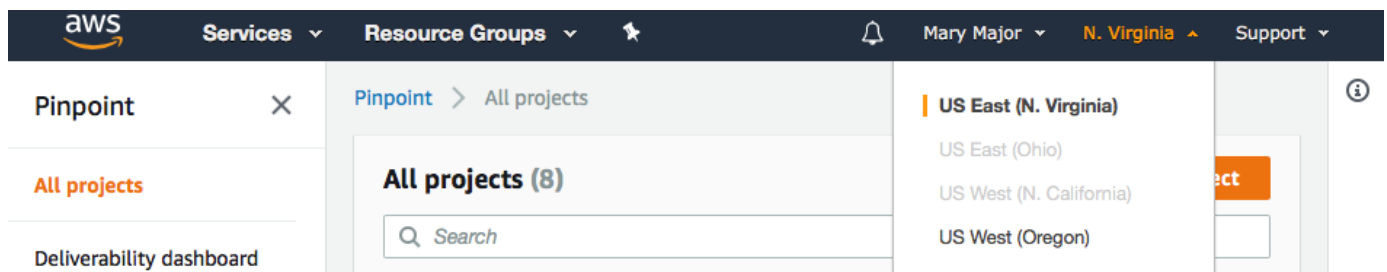 aws
Services
Resource Groups
Mary Major
N. Virginia
Support
Pinpoint
All projects
Deliverability dashboard
Pinpoint > All projects
All projects (8)
Search
US East (N. Virginia)
US East (Ohio)
US West (N. California)
US West (Oregon)